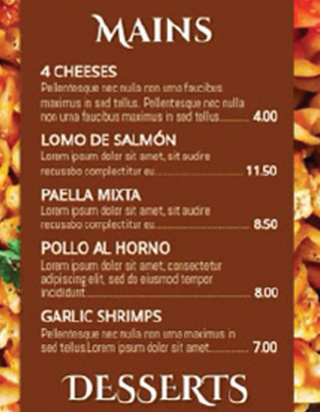 MAINS
4 CHEESES
Pellentesque nec nulla non urna faucibus
maximus in sed tellus. Pellentesque nec nulla
non urna faucibus maximus in sed tellus............ 4.00
LOMO DE SALMÓN
Lorem ipsum dolor sit amet, sit audire
recusabo complectitur eu................................ 11.50
PAELLA MIXTA
Lorem ipsum dolor sit amet, sit audire
recusabo complectitur eu................................ 8.50
POLLO AL HORNO
Lorem ipsum dolor sit amet, consectetur
adipiscing elit, sed do eiusmod tempor
incididunt.................................................... 8.00
GARLIC SHRIMPS
Pellentesque nec nulla non urna maximus in
sed tellus.Lorem ipsum dolor sit amet............... 7.00
DESSERTS